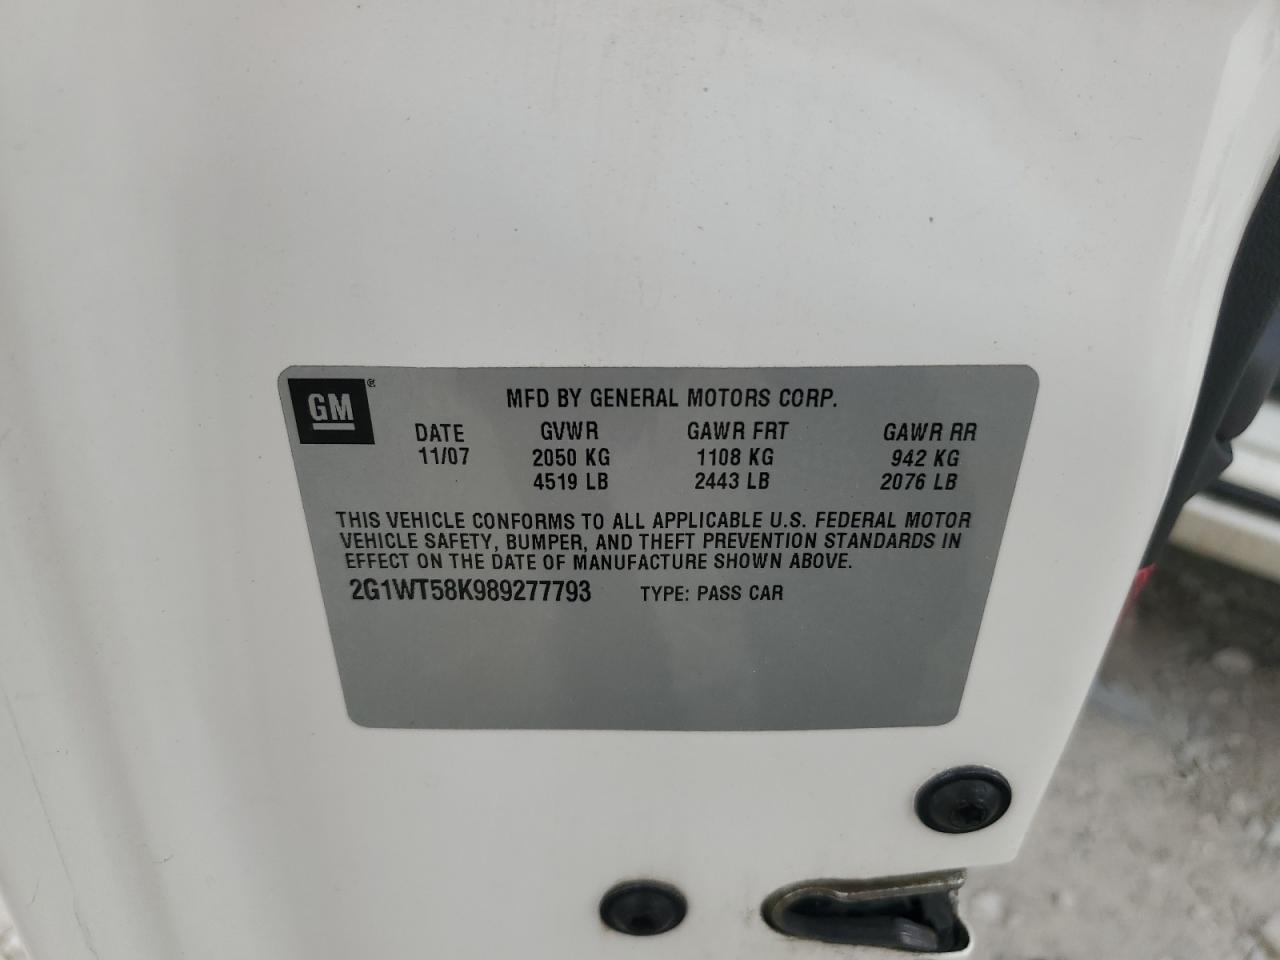 GM®
MFD BY GENERAL MOTORS CORP.
DATE GVWR GAWR FRT GAWR RR
11/07 2050 KG 1108 KG 942 KG
4519 LB 2443 LB 2076 LB
THIS VEHICLE CONFORMS TO ALL APPLICABLE U.S. FEDERAL MOTOR
VEHICLE SAFETY, BUMPER, AND THEFT PREVENTION STANDARDS IN
EFFECT ON THE DATE OF MANUFACTURE SHOWN ABOVE.
2G1WT58K989277793 TYPE: PASS CAR